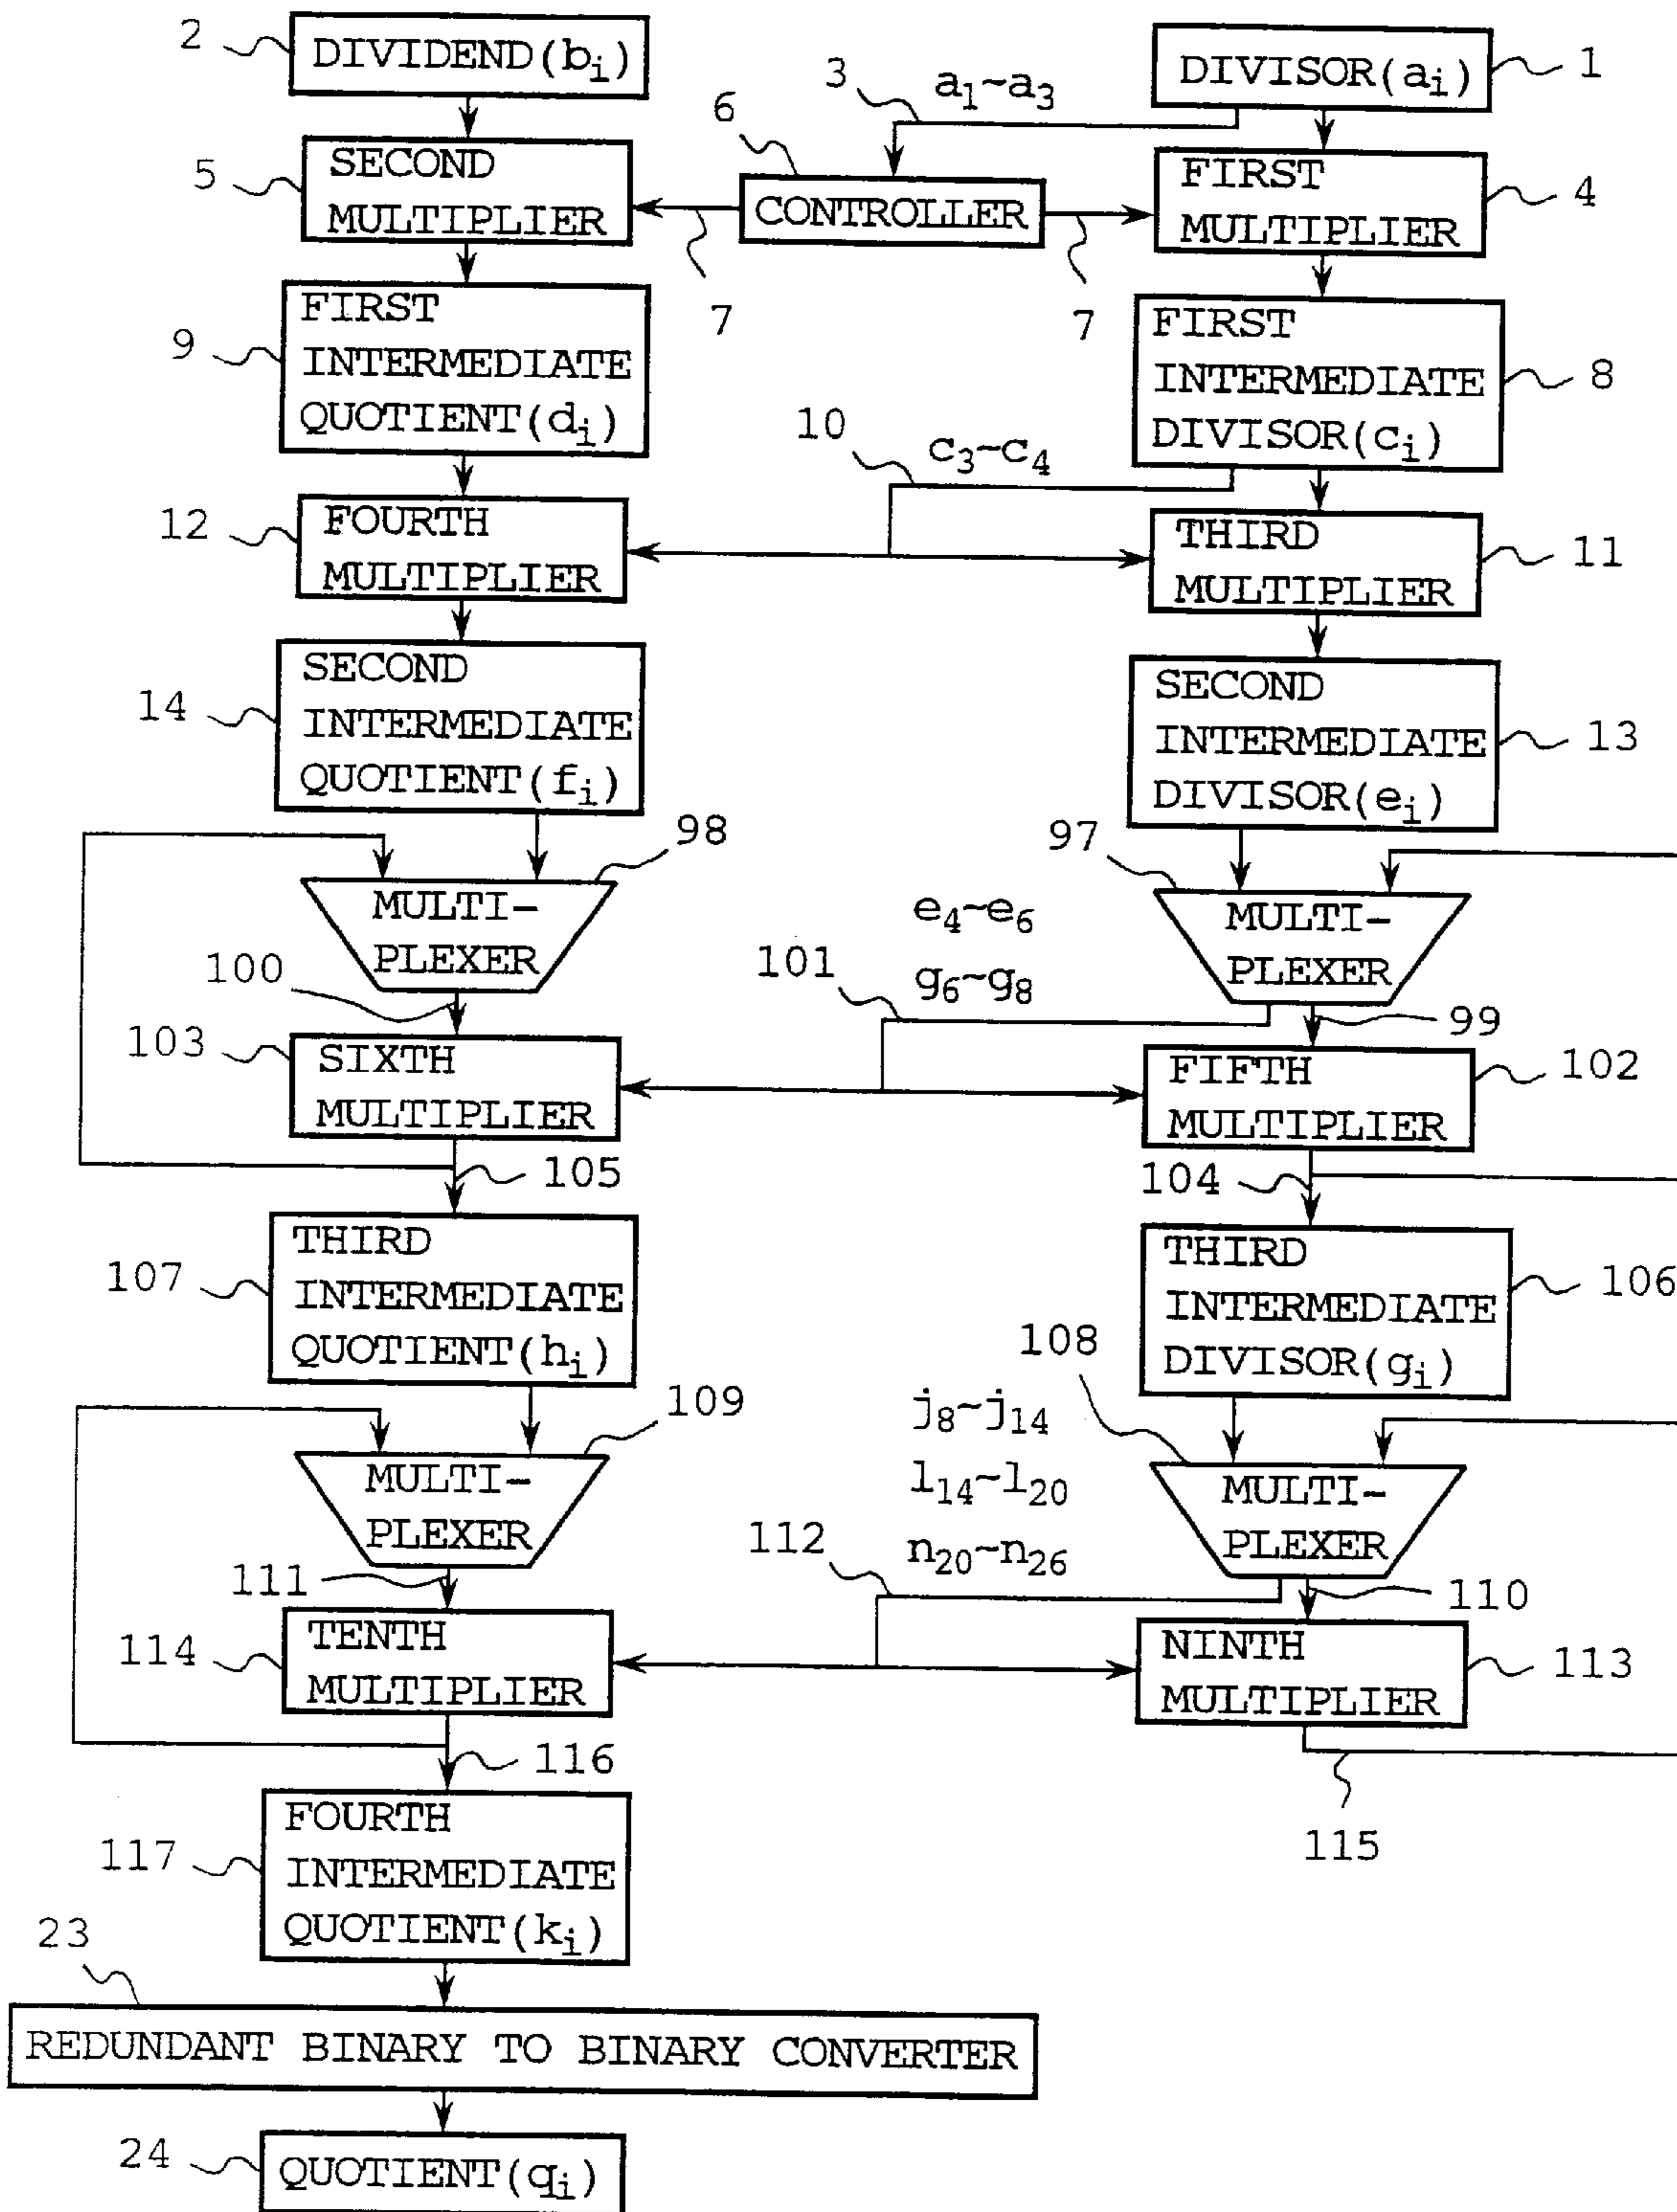 2
DIVIDEND(bᵢ)
DIVISOR(aᵢ)
1
3
a₁~a₃
6
5
SECOND
MULTIPLIER
CONTROLLER
FIRST
MULTIPLIER
4
7
7
9
FIRST
INTERMEDIATE
QUOTIENT(dᵢ)
FIRST
INTERMEDIATE
DIVISOR(cᵢ)
8
10
c₃~c₄
12
FOURTH
MULTIPLIER
THIRD
MULTIPLIER
11
14
SECOND
INTERMEDIATE
QUOTIENT(fᵢ)
SECOND
INTERMEDIATE
DIVISOR(eᵢ)
13
98
97
MULTI-
PLEXER
MULTI-
PLEXER
e₄~e₆
g₆~g₈
100
101
99
103
SIXTH
MULTIPLIER
FIFTH
MULTIPLIER
102
105
104
107
THIRD
INTERMEDIATE
QUOTIENT(hᵢ)
THIRD
INTERMEDIATE
DIVISOR(gᵢ)
106
108
109
MULTI-
PLEXER
MULTI-
PLEXER
j₈~j₁₄
l₁₄~l₂₀
n₂₀~n₂₆
111
112
110
114
TENTH
MULTIPLIER
NINTH
MULTIPLIER
113
116
115
117
FOURTH
INTERMEDIATE
QUOTIENT(kᵢ)
23
REDUNDANT BINARY TO BINARY CONVERTER
24
QUOTIENT(qᵢ)